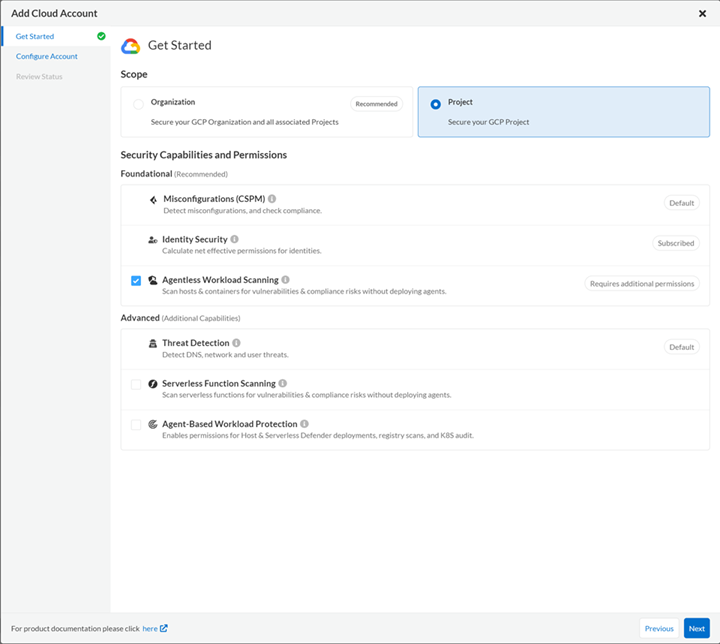 Add Cloud Account
Get Started
Configure Account
Review Status
Get Started
Scope
Organization
Recommended
Secure your GCP Organization and all associated Projects
Project
Secure your GCP Project
Security Capabilities and Permissions
Foundational (Recommended)
Misconfigurations (CSPM)
Detect misconfigurations, and check compliance.
Default
Identity Security
Calculate net effective permissions for identities.
Subscribed
Agentless Workload Scanning
Scan hosts & containers for vulnerabilities & compliance risks without deploying agents.
Requires additional permissions
Advanced (Additional Capabilities)
Threat Detection
Detect DNS, network and user threats.
Default
Serverless Function Scanning
Scan serverless functions for vulnerabilities & compliance risks without deploying agents.
Agent-Based Workload Protection
Enables permissions for Host & Serverless Defender deployments, registry scans, and K8S audit.
For product documentation please click here
Previous
Next